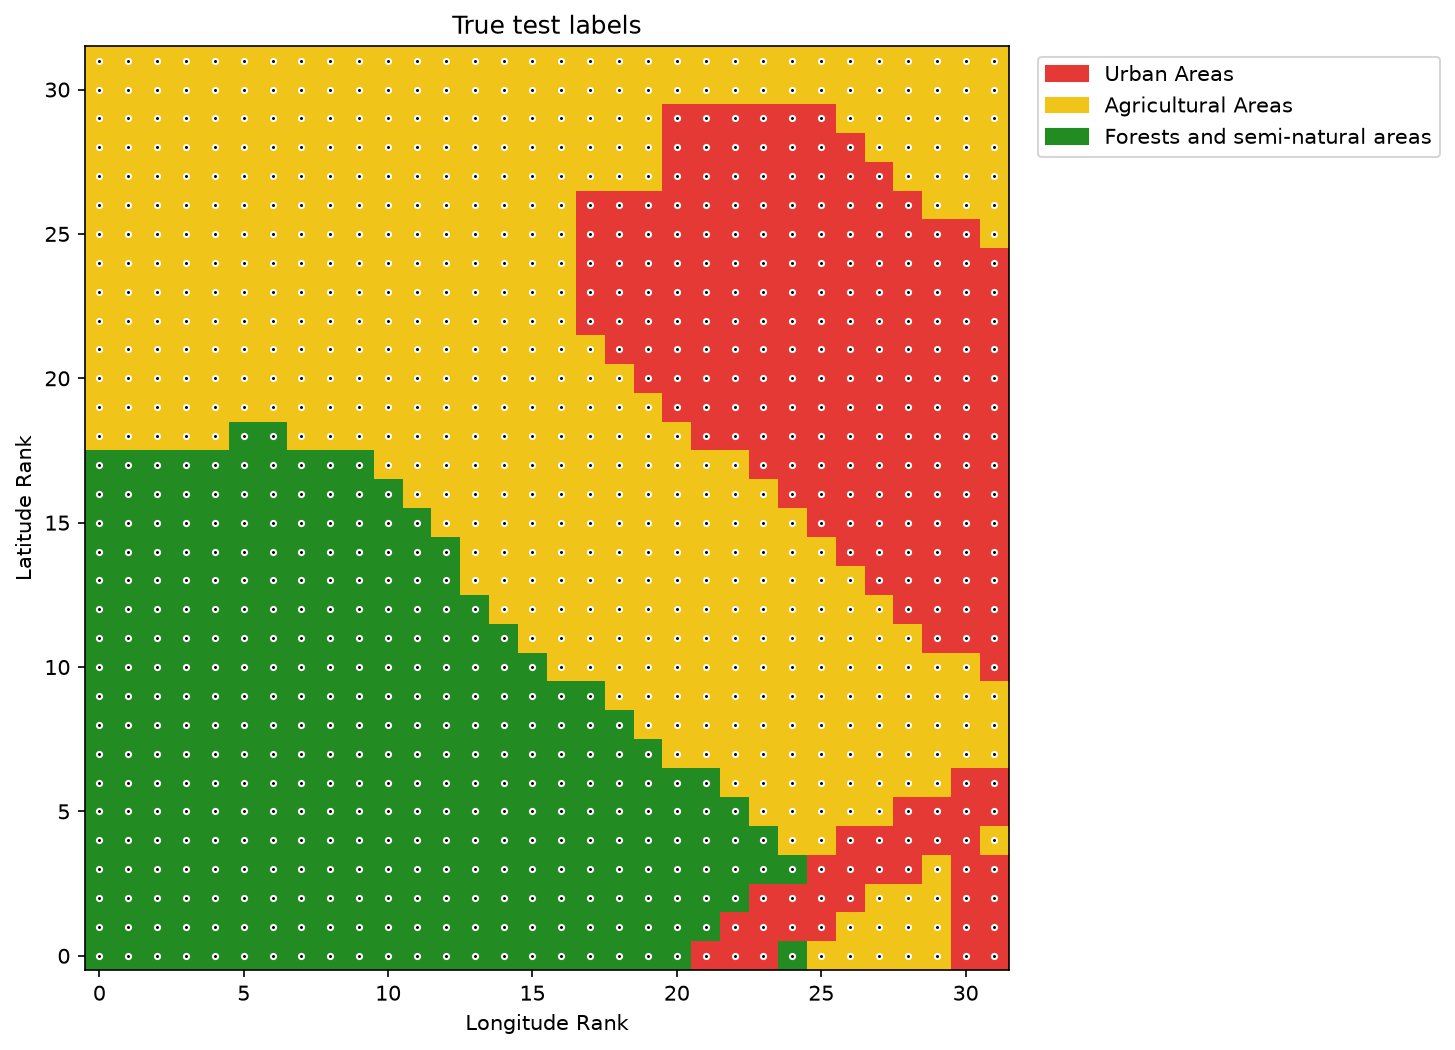 True test labels
Urban Areas
Agricultural Areas
Forests and semi-natural areas
30
25
20
15
10
5
0
Latitude Rank
0 5 10 15 20 25 30
Longitude Rank